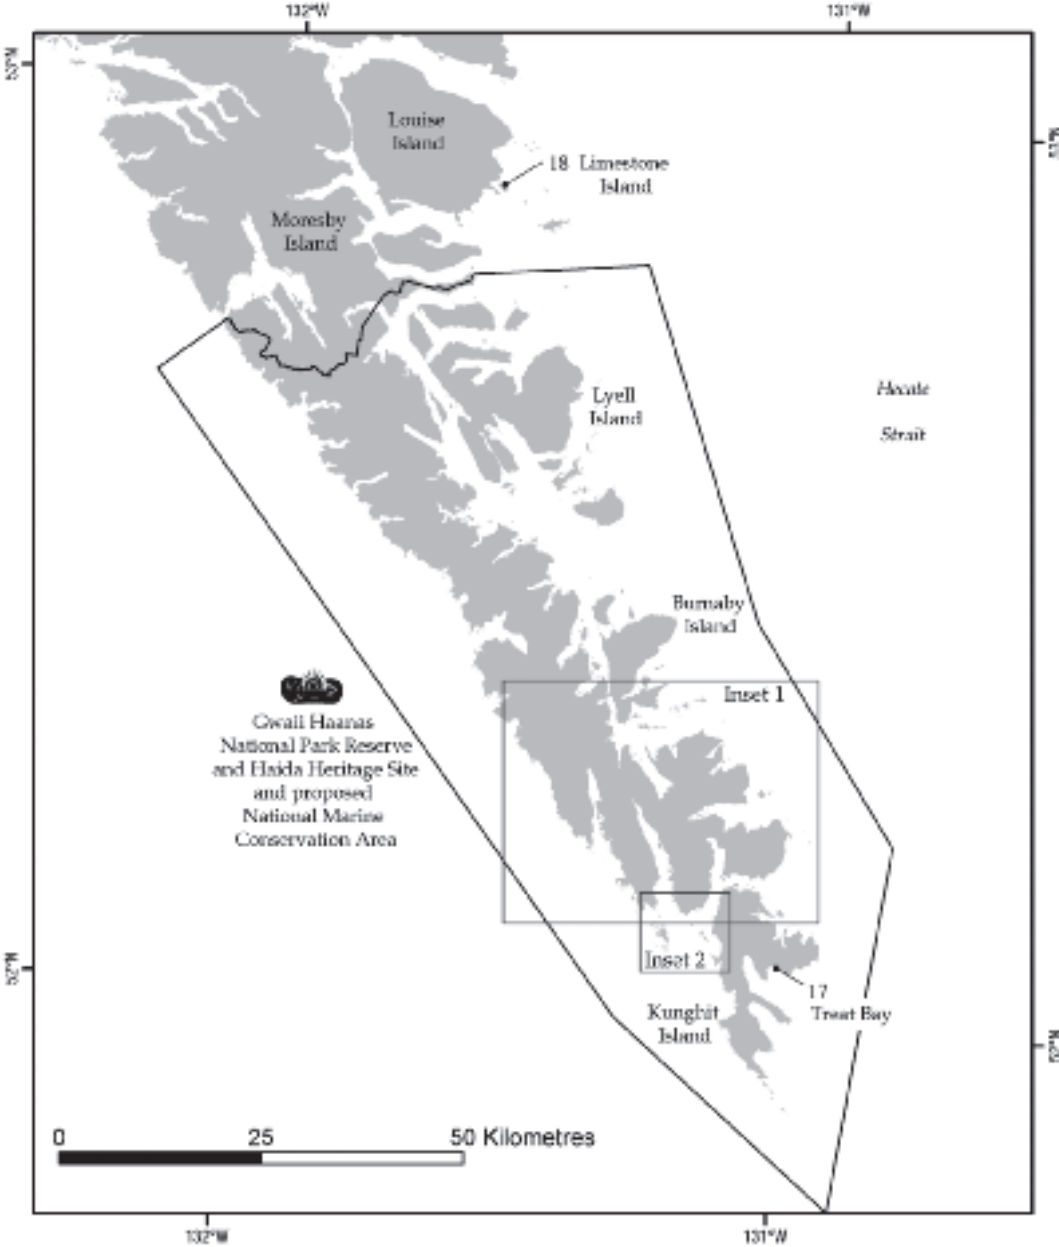 132°W
131°W
53°N
53°N
Louise
Island
18 Limestone
Island
Moresby
Island
Hecate
Strait
Lyell
Island
Burnaby
Island
Inset 1
Gwaii Haanas
National Park Reserve
and Haida Heritage Site
and proposed
National Marine
Conservation Area
52°N
52°N
Inset 2
17
Treat Bay
Kunghit
Island
0 25 50 Kilometres
132°W
131°W